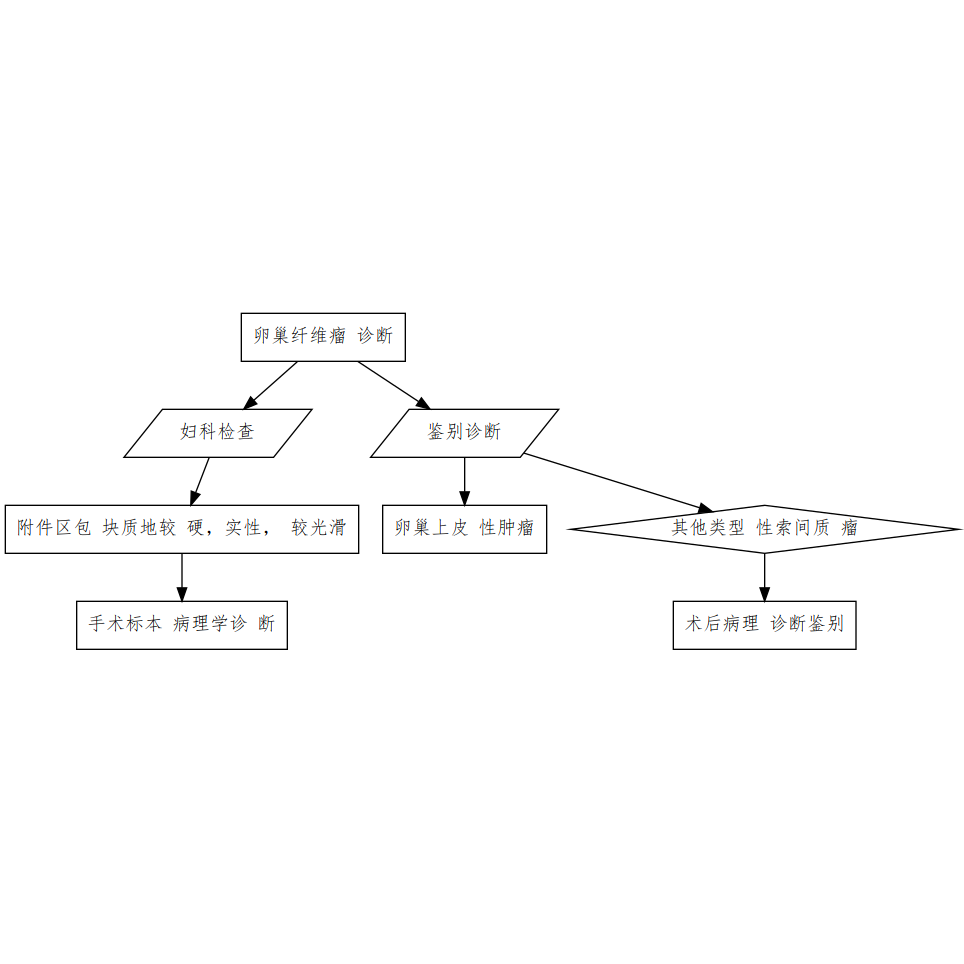 卵巢纤维瘤 诊断
妇科检查
鉴别诊断
附件区包 块质地较 硬，实性， 较光滑
卵巢上皮 性肿瘤
其他类型 性索间质 瘤
手术标本 病理学诊 断
术后病理 诊断鉴别